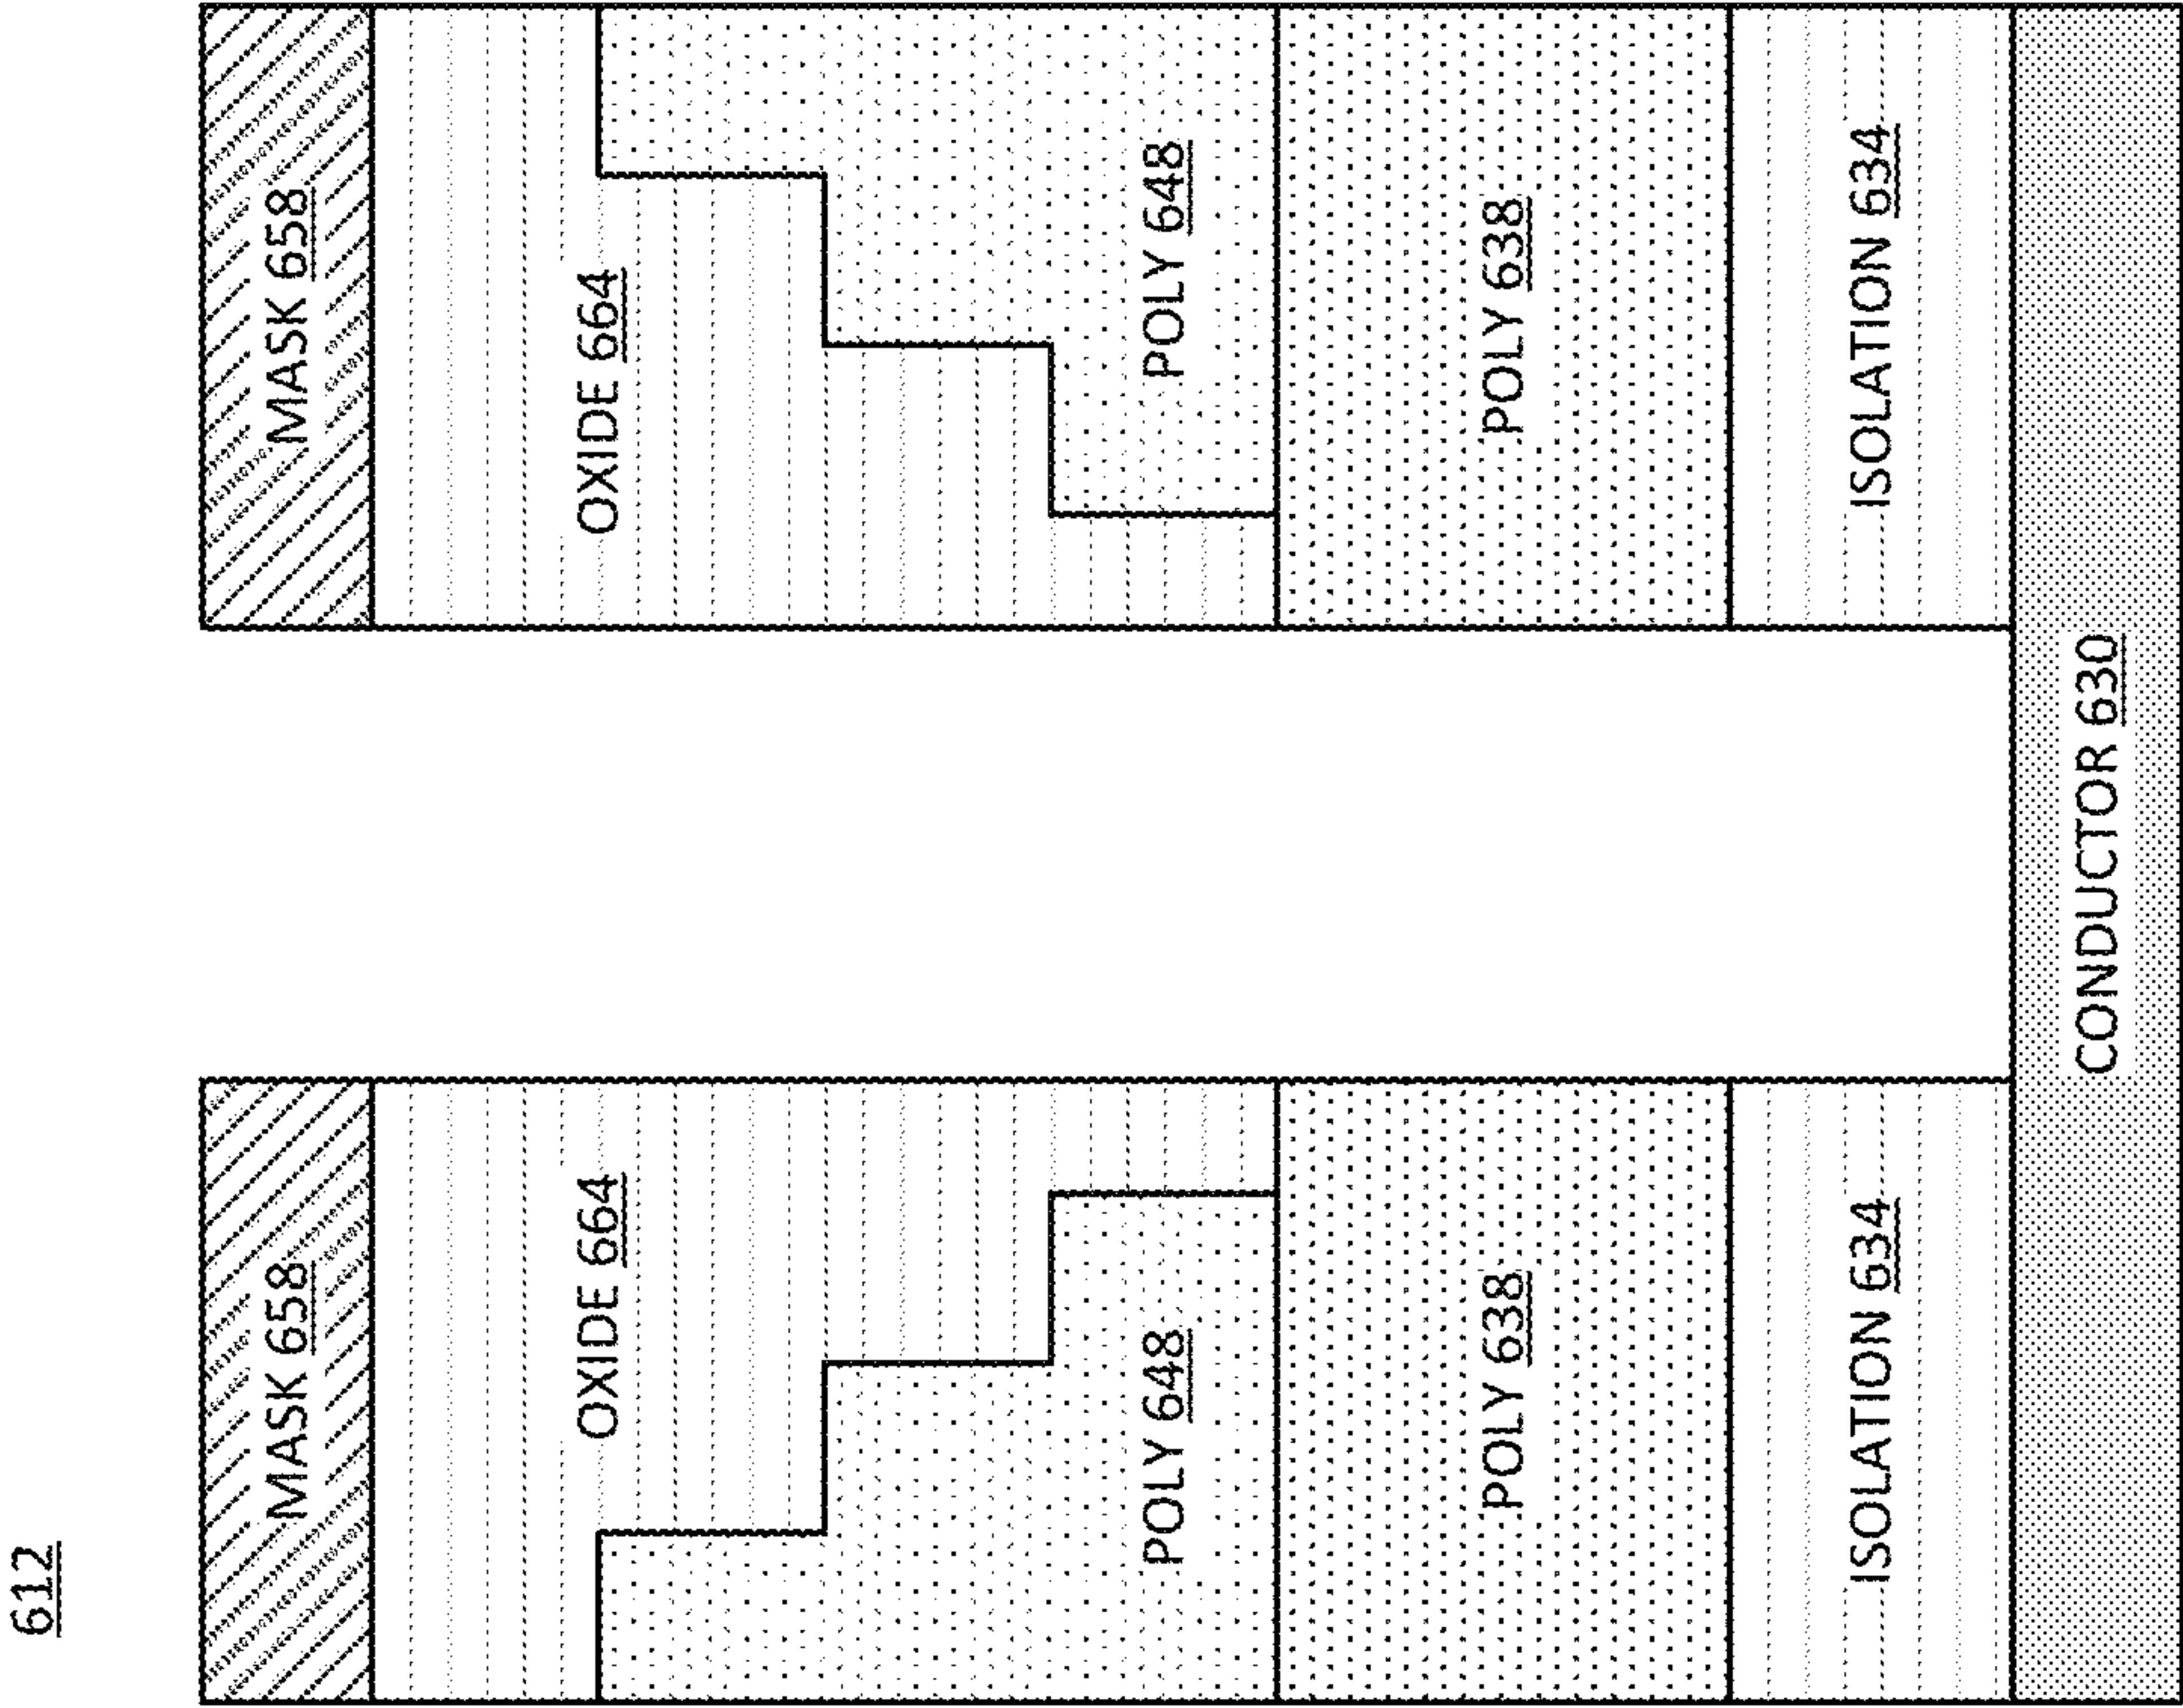 612
MASK 658
MASK 658
OXIDE 664
OXIDE 664
POLY 648
POLY 648
POLY 638
POLY 638
ISOLATION 634
ISOLATION 634
CONDUCTOR 630